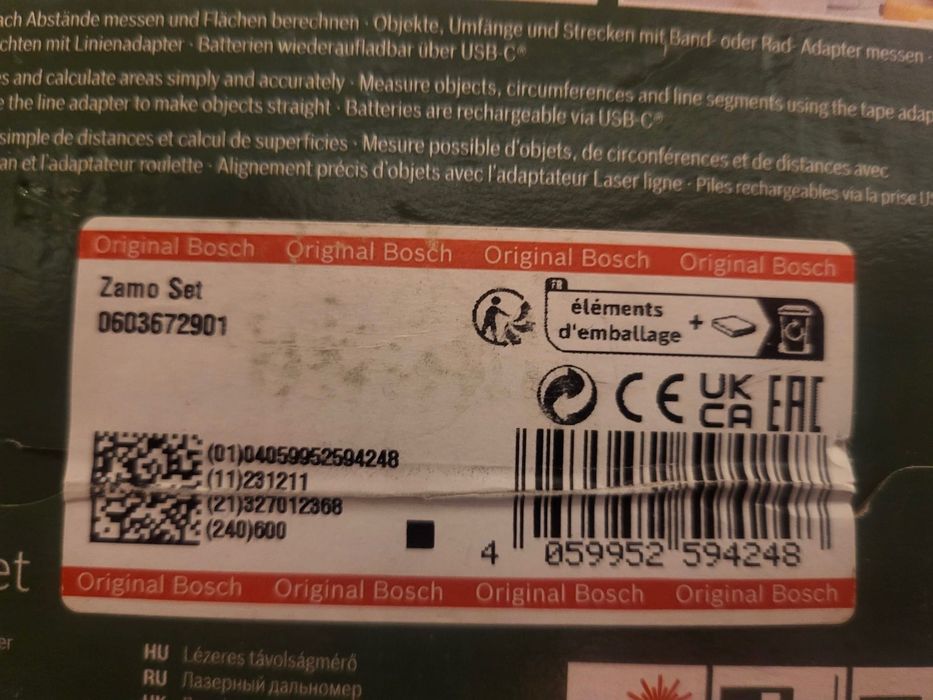 Abstände messen und Flächen berechnen · Objekte, Umfänge und Strecken mit Band- oder Rad- Adapter messen ·
mit Linienadapter · Batterien wiederaufladbar über USB-C®
and calculate areas simply and accurately · Measure objects, circumferences and line segments using the tape
the line adapter to make objects straight · Batteries are rechargeable via USB-C®
simple de distances et calcul de superficies · Mesure possible d'objets, de circonférences et de distances avec
et l'adaptateur roulette · Alignement précis d'objets avec l'adaptateur Laser ligne · Piles rechargeables via la prise
Original Bosch Original Bosch Original Bosch Original Bosch
Zamo Set
0603672901
FR
éléments
d'emballage +
CE UK
CA EAC
(01)04059952594248
(11)231211
(21)327012368
(240)600
4 059952 594248
Original Bosch Original Bosch Original Bosch Original Bosch
HU Lézeres távolságmérő
RU Лазерный дальномер